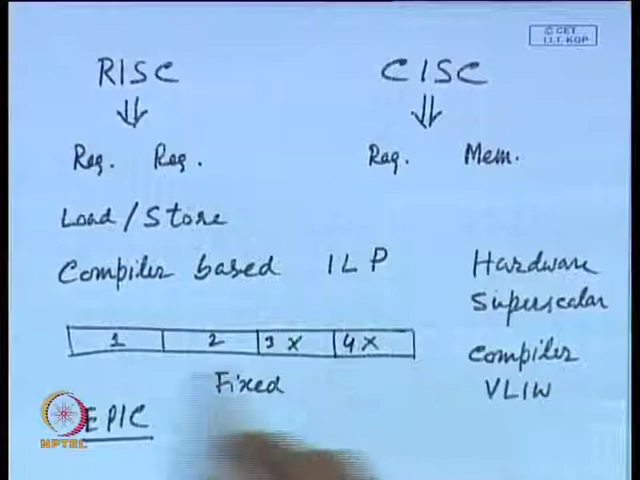 © CET
I.I.T. KGP
RISC CISC
Reg. Reg. Reg. Mem.
Load/Store
Compiler based ILP Hardware
Superscalar
1 2 3 X 4 X
Compiler
Fixed VLIW
EPIC
NPTEL